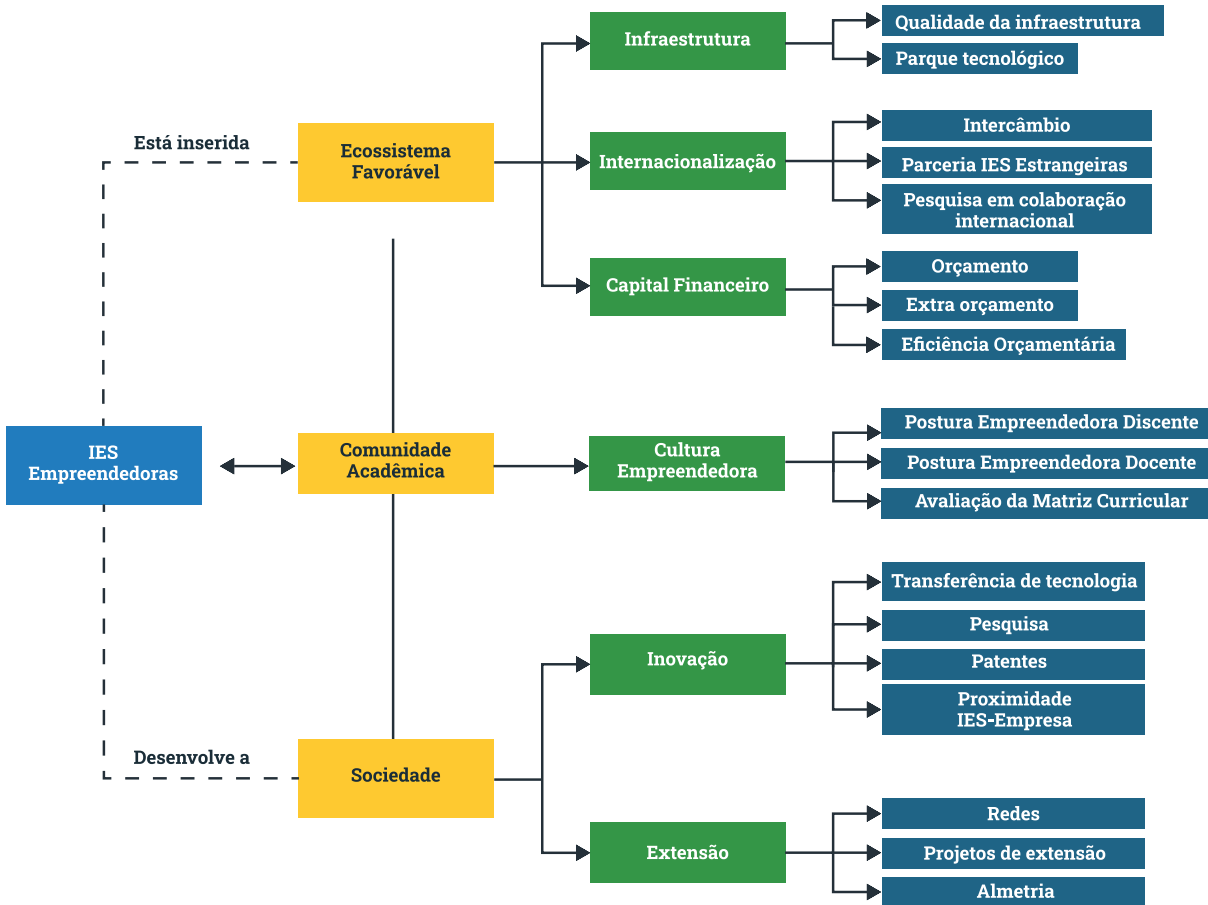 Infraestrutura
Qualidade da infraestrutura
Parque tecnológico
Está inserida
Ecossistema
Favorável
Internacionalização
Intercâmbio
Parceria IES Estrangeiras
Pesquisa em colaboração
internacional
Capital Financeiro
Orçamento
Extra orçamento
Eficiência Orçamentária
IES
Empreendedoras
Comunidade
Acadêmica
Cultura
Empreendedora
Postura Empreendedora Discente
Postura Empreendedora Docente
Avaliação da Matriz Curricular
Inovação
Transferência de tecnologia
Pesquisa
Patentes
Proximidade
IES-Empresa
Desenvolve a
Sociedade
Extensão
Redes
Projetos de extensão
Almetria